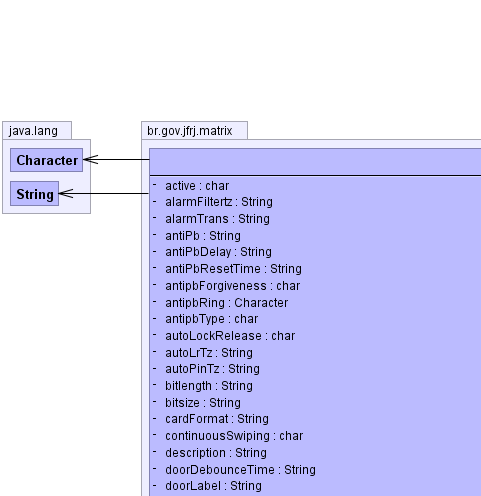 java.lang
br.gov.jfrj.matrix
Character
String
- active : char
- alarmFiltertz : String
- alarmTrans : String
- antiPb : String
- antiPbDelay : String
- antiPbResetTime : String
- antipbForgiveness : char
- antipbRing : Character
- antipbType : char
- autoLockRelease : char
- autoLrTz : String
- autoPinTz : String
- bitlength : String
- bitsize : String
- cardFormat : String
- continuousSwiping : char
- description : String
- doorDebounceTime : String
- doorLabel : String